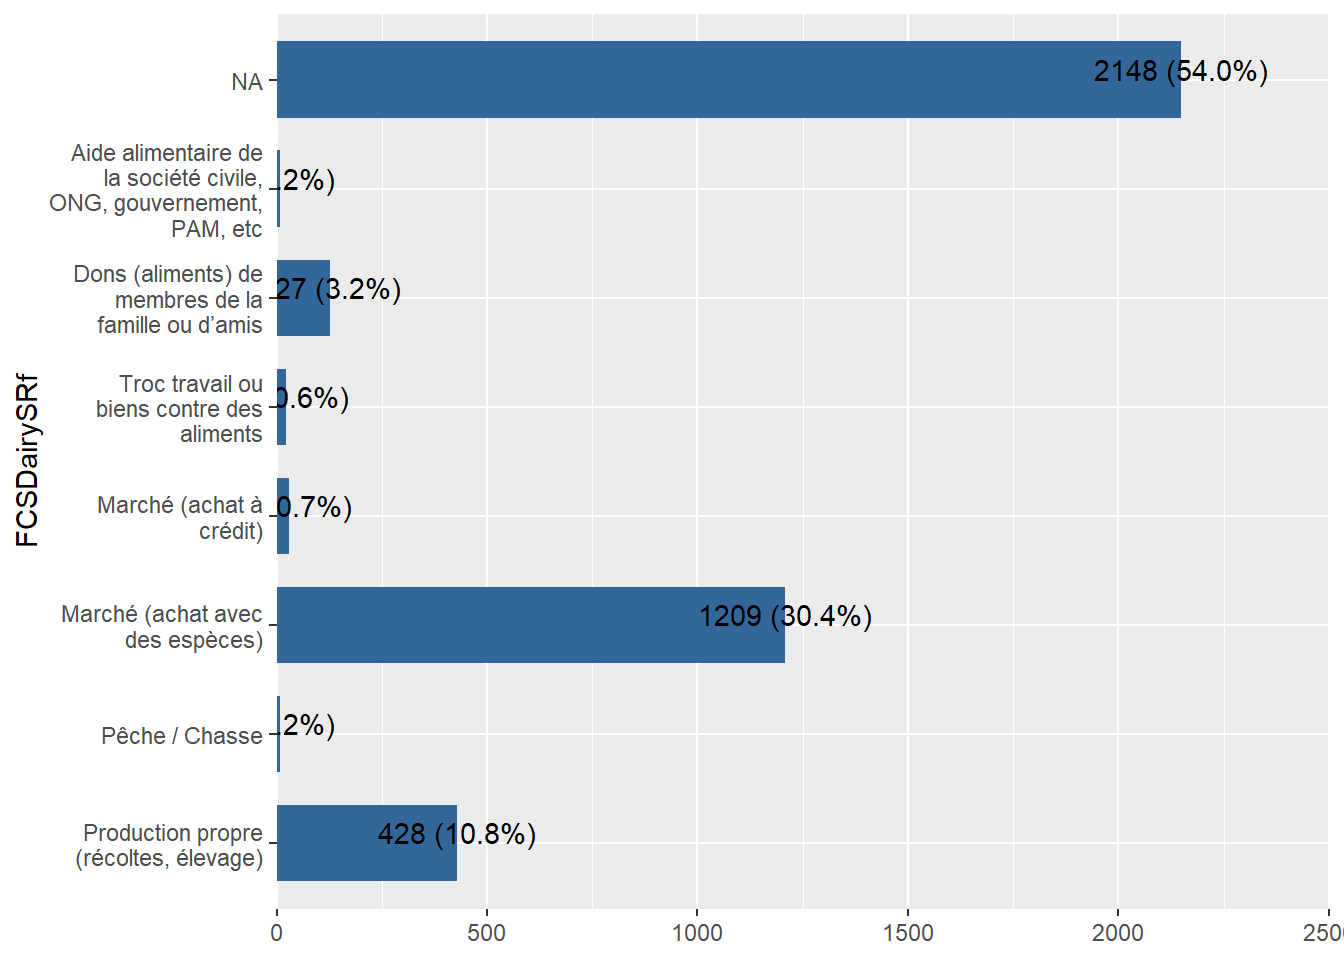 NA
2148 (54.0%)
Aide alimentaire de
la société civile,
ONG, gouvernement,
PAM, etc
.2%)
Dons (aliments) de
membres de la
famille ou d’amis
27 (3.2%)
Troc travail ou
biens contre des
aliments
0.6%)
Marché (achat à
crédit)
0.7%)
Marché (achat avec
des espèces)
1209 (30.4%)
Pêche / Chasse
.2%)
Production propre
(récoltes, élevage)
428 (10.8%)
FCSDairySRf
0
500
1000
1500
2000
250